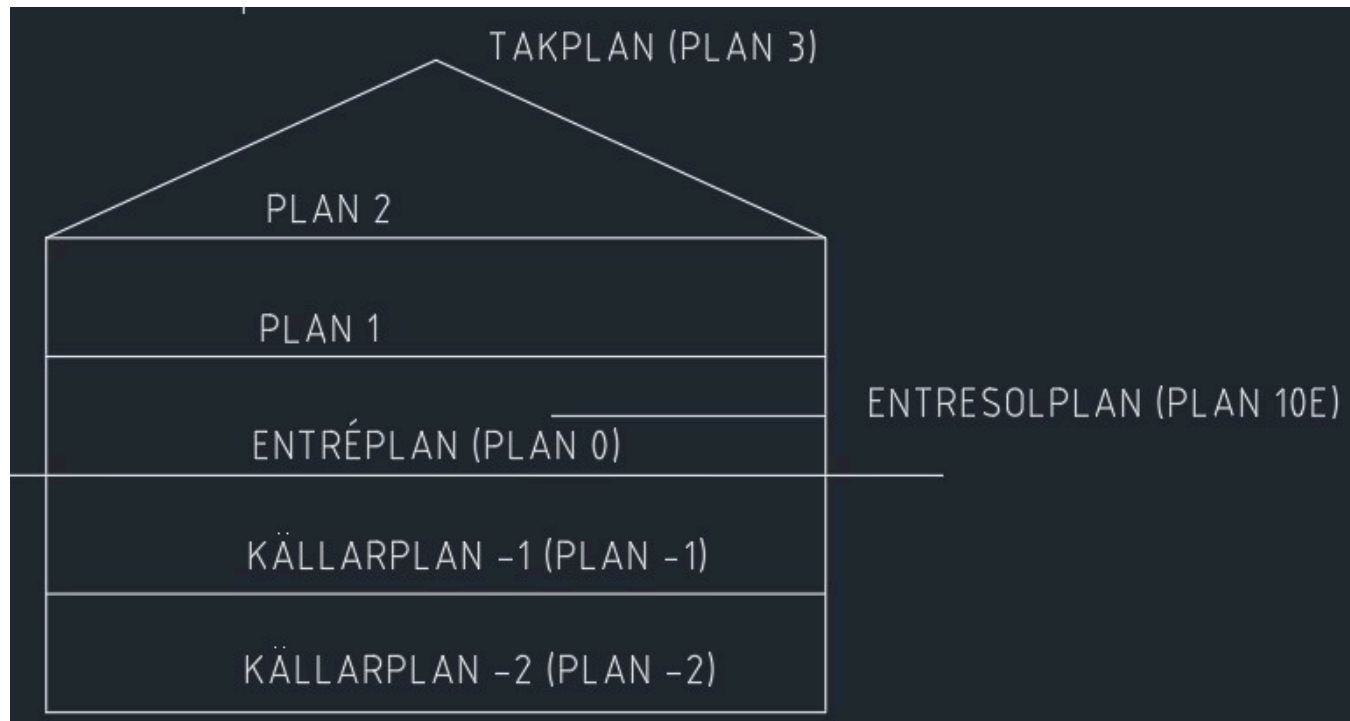 TAKPLAN (PLAN 3)
PLAN 2
PLAN 1
ENTRESOLPLAN (PLAN 10E)
ENTRÉPLAN (PLAN 0)
KÄLLARPLAN -1 (PLAN -1)
KÄLLARPLAN -2 (PLAN -2)